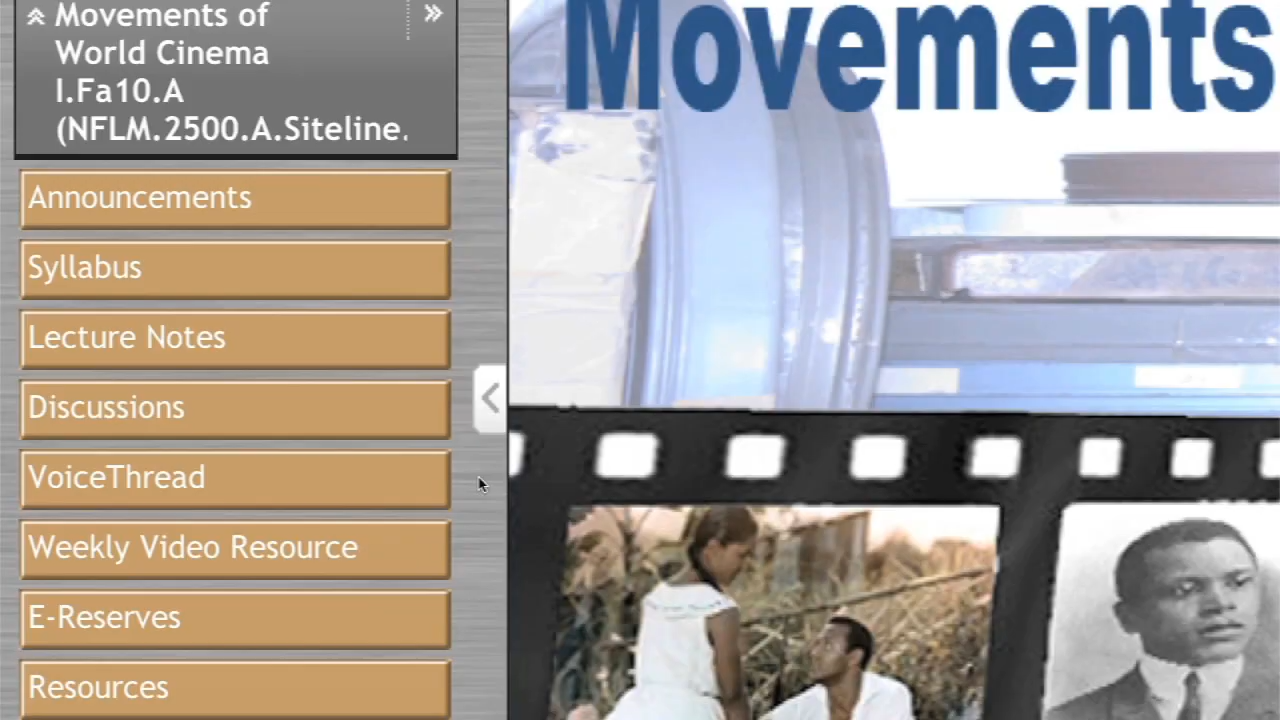 Movements of
World Cinema
I.Fa10.A
(NFLM.2500.A.Siteline.
Movements
Announcements
Syllabus
Lecture Notes
Discussions
VoiceThread
Weekly Video Resource
E-Reserves
Resources